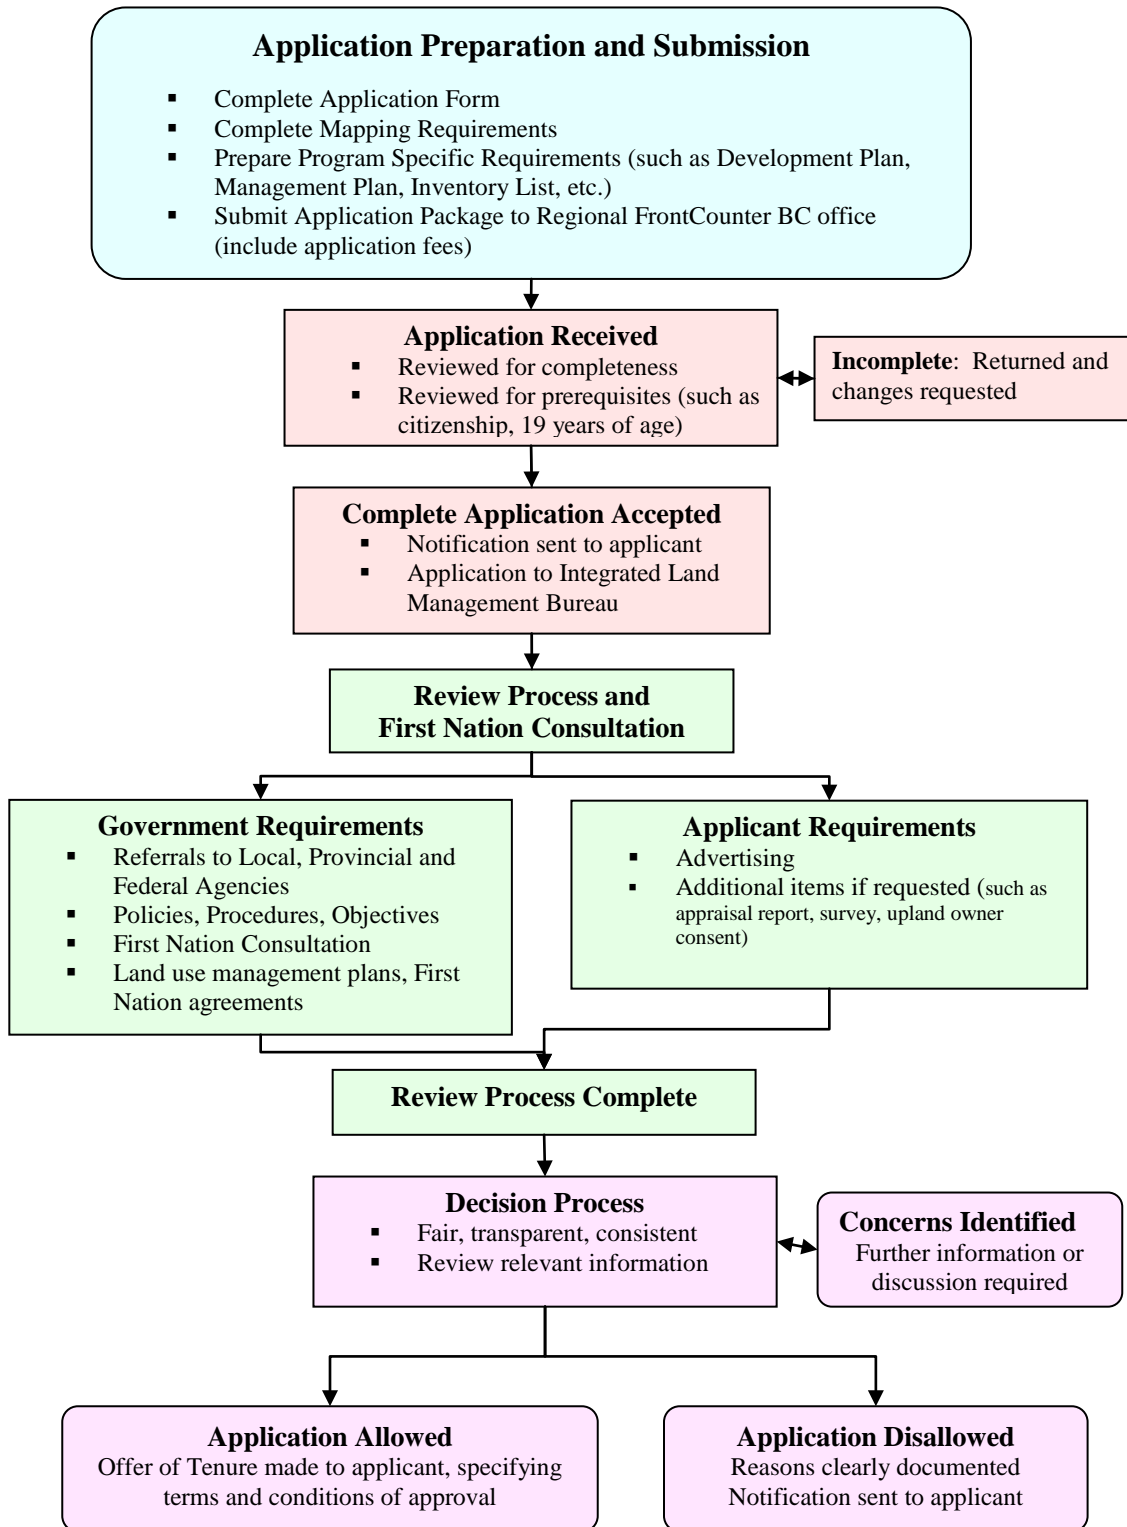 Application Preparation and Submission
▪ Complete Application Form
▪ Complete Mapping Requirements
▪ Prepare Program Specific Requirements (such as Development Plan,
Management Plan, Inventory List, etc.)
▪ Submit Application Package to Regional FrontCounter BC office
(include application fees)
Application Received
▪ Reviewed for completeness
▪ Reviewed for prerequisites (such as
citizenship, 19 years of age)
Incomplete: Returned and
changes requested
Complete Application Accepted
▪ Notification sent to applicant
▪ Application to Integrated Land
Management Bureau
Review Process and
First Nation Consultation
Government Requirements
▪ Referrals to Local, Provincial and
Federal Agencies
▪ Policies, Procedures, Objectives
▪ First Nation Consultation
▪ Land use management plans, First
Nation agreements
Applicant Requirements
▪ Advertising
▪ Additional items if requested (such as
appraisal report, survey, upland owner
consent)
Review Process Complete
Decision Process
▪ Fair, transparent, consistent
▪ Review relevant information
Concerns Identified
Further information or
discussion required
Application Allowed
Offer of Tenure made to applicant, specifying
terms and conditions of approval
Application Disallowed
Reasons clearly documented
Notification sent to applicant